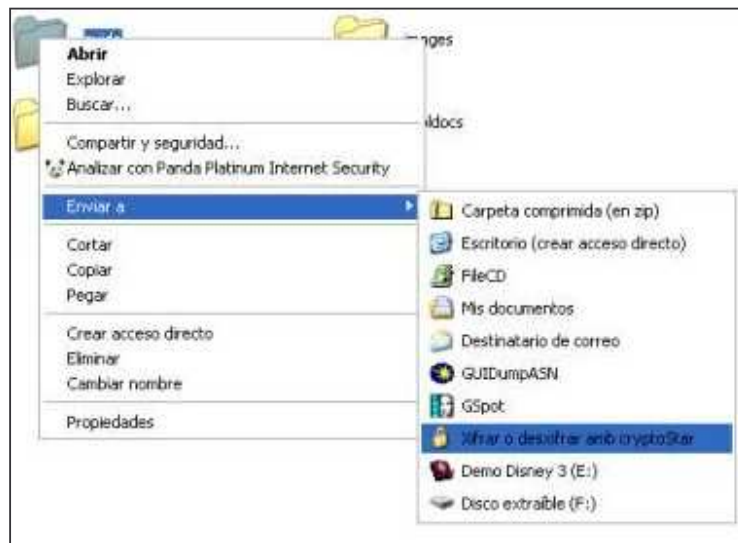 Abrir
Explorar
Buscar...
Compartir y seguridad...
Analizar con Panda Platinum Internet Security
Enviar a
Cortar
Copiar
Pegar
Crear acceso directo
Eliminar
Cambiar nombre
Propiedades
Carpeta comprimida (en zip)
Escritorio (crear acceso directo)
FileCD
Mis documentos
Destinatario de correo
GUIDumpASN
GSpot
Xifrar o desxifrar amb cryptoStar
Demo Disney 3 (E:)
Disco extraíble (F:)